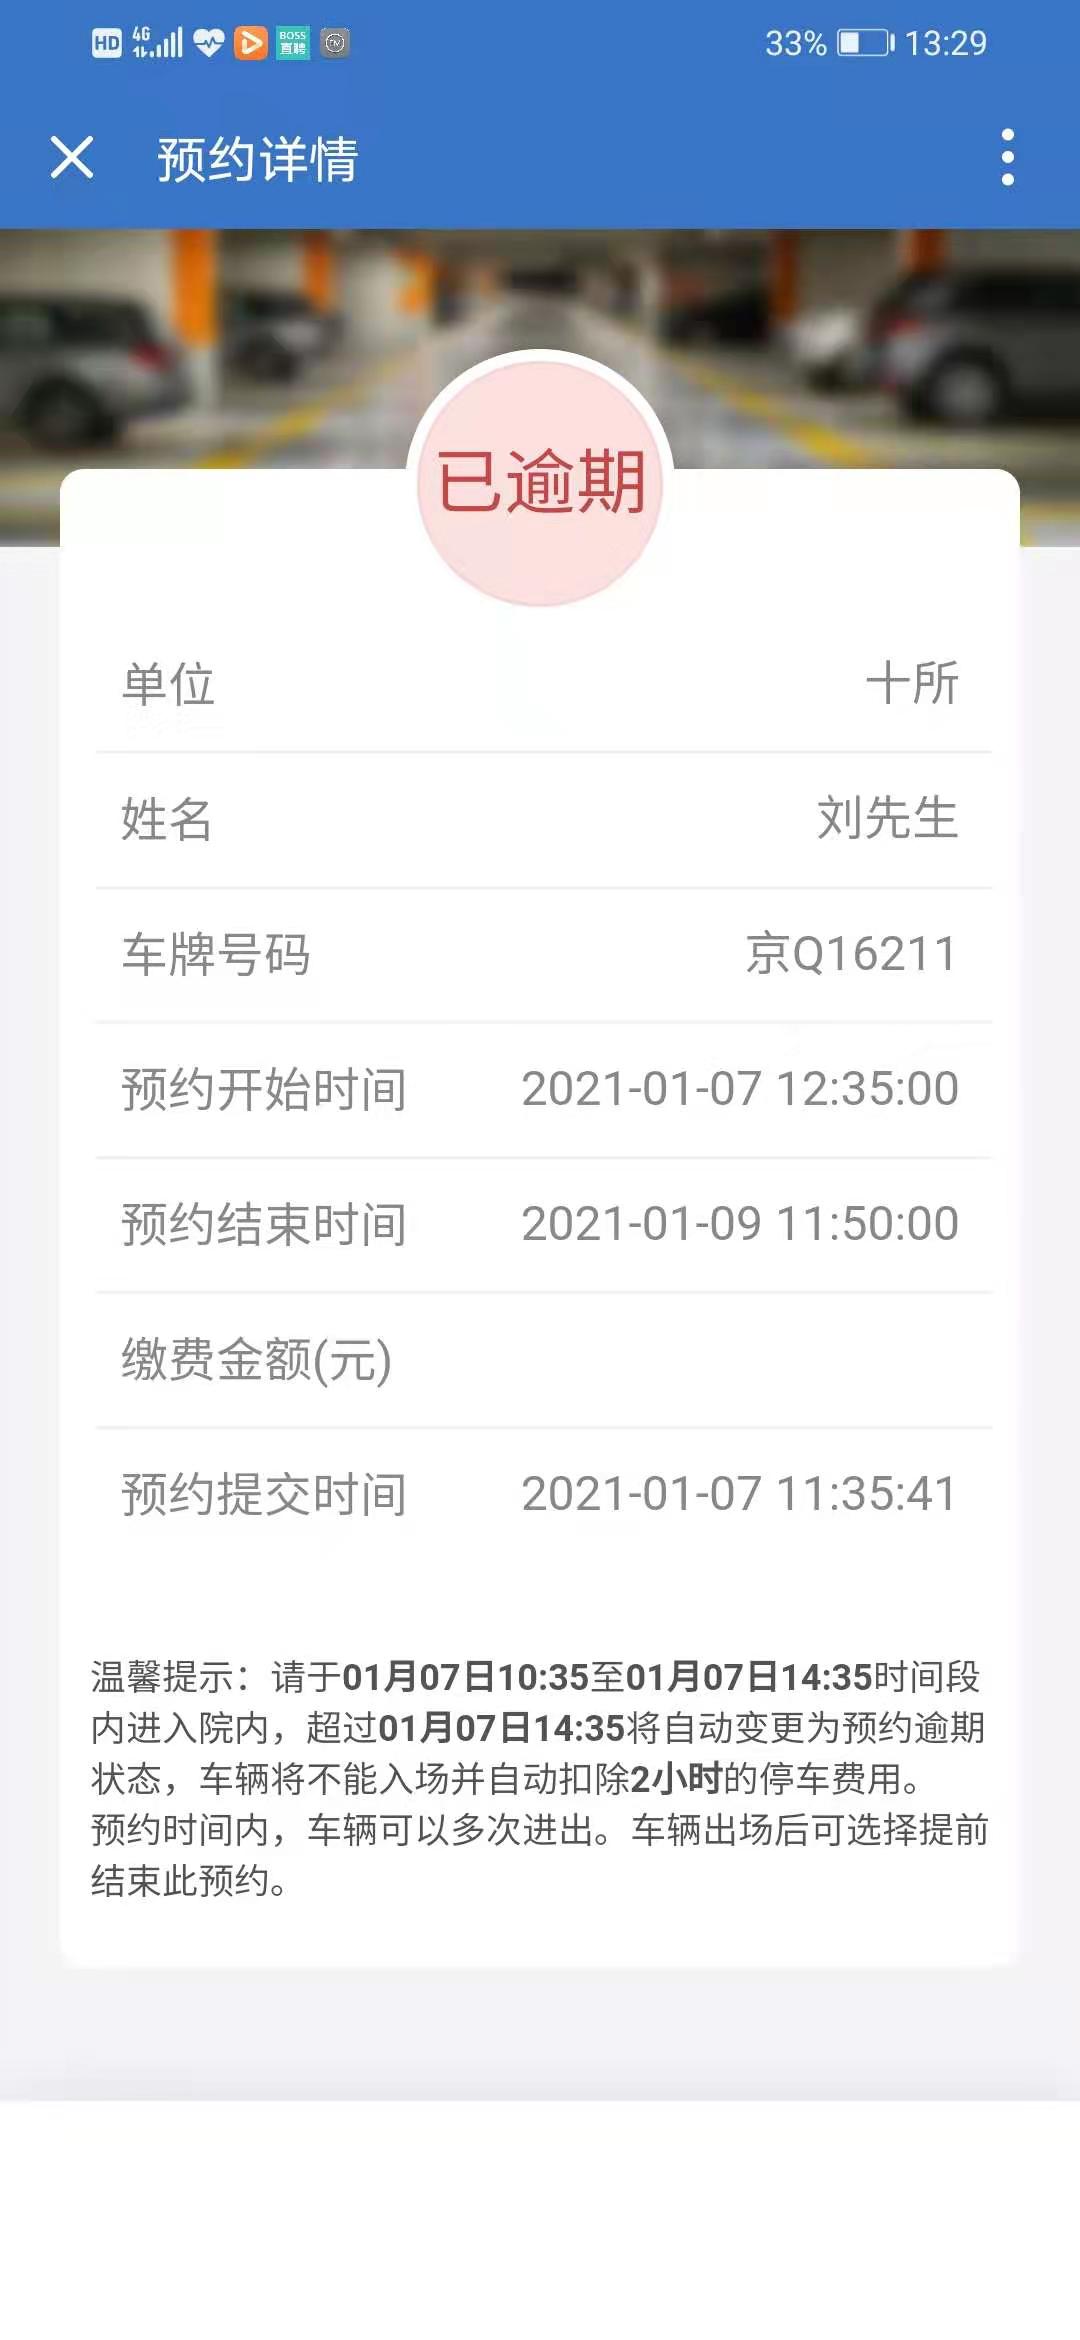 HD 4G BOSS直聘 33% 13:29
预约详情
已逾期
单位 十所
姓名 刘先生
车牌号码 京Q16211
预约开始时间 2021-01-07 12:35:00
预约结束时间 2021-01-09 11:50:00
缴费金额(元)
预约提交时间 2021-01-07 11:35:41
温馨提示：请于01月07日10:35至01月07日14:35时间段
内进入院内，超过01月07日14:35将自动变更为预约逾期
状态，车辆将不能入场并自动扣除2小时的停车费用。
预约时间内，车辆可以多次进出。车辆出场后可选择提前
结束此预约。